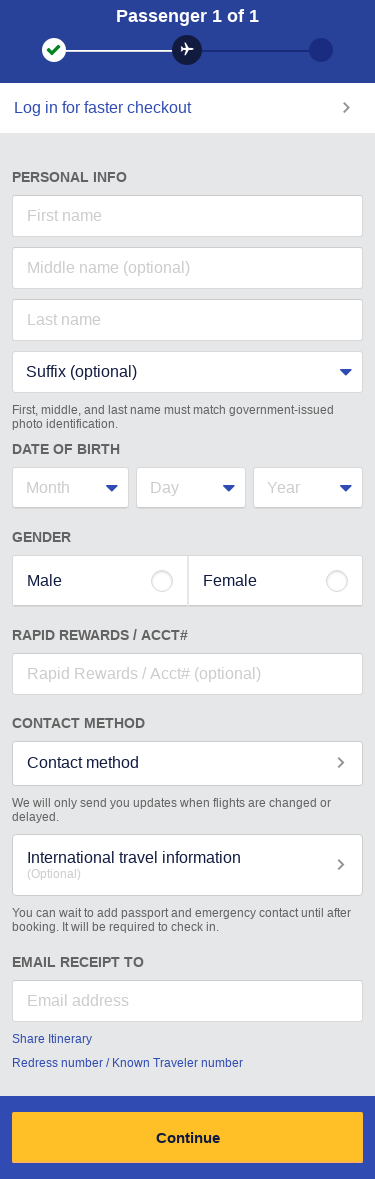 Passenger 1 of 1
Log in for faster checkout
PERSONAL INFO
First name
Middle name (optional)
Last name
Suffix (optional)
First, middle, and last name must match government-issued
photo identification.
DATE OF BIRTH
Month Day Year
GENDER
Male Female
RAPID REWARDS / ACCT#
Rapid Rewards / Acct# (optional)
CONTACT METHOD
Contact method
We will only send you updates when flights are changed or
delayed.
International travel information
(Optional)
You can wait to add passport and emergency contact until after
booking. It will be required to check in.
EMAIL RECEIPT TO
Email address
Share Itinerary
Redress number / Known Traveler number
Continue